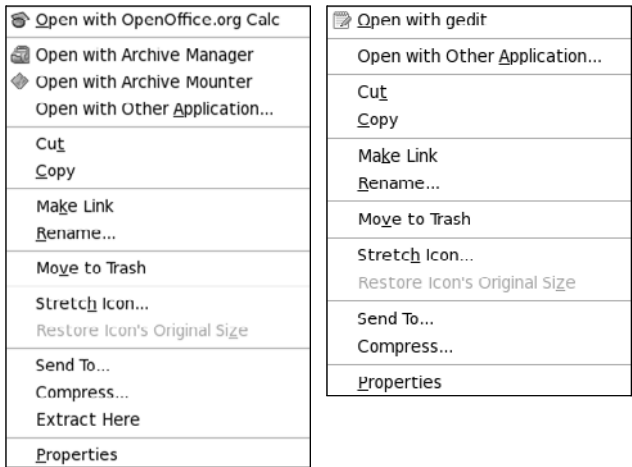 Open with OpenOffice.org Calc
Open with Archive Manager
Open with Archive Mounter
Open with Other Application...
Cut
Copy
Make Link
Rename...
Move to Trash
Stretch Icon...
Restore Icon's Original Size
Send To...
Compress...
Extract Here
Properties
Open with gedit
Open with Other Application...
Cut
Copy
Make Link
Rename...
Move to Trash
Stretch Icon...
Restore Icon's Original Size
Send To...
Compress...
Properties